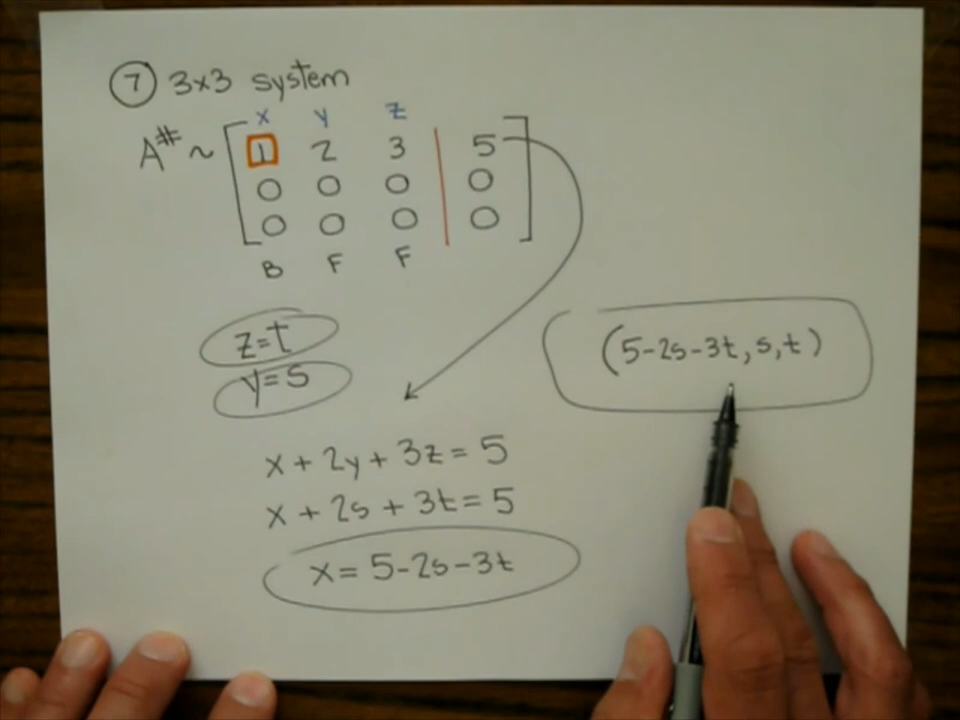 7 3x3 system
x y z
A# ~ [ 1 2 3 | 5 ]
0 0 0 | 0
0 0 0 | 0
B F F
z=t
y=s
(5-2s-3t, s, t)
x + 2y + 3z = 5
x + 2s + 3t = 5
x = 5-2s-3t